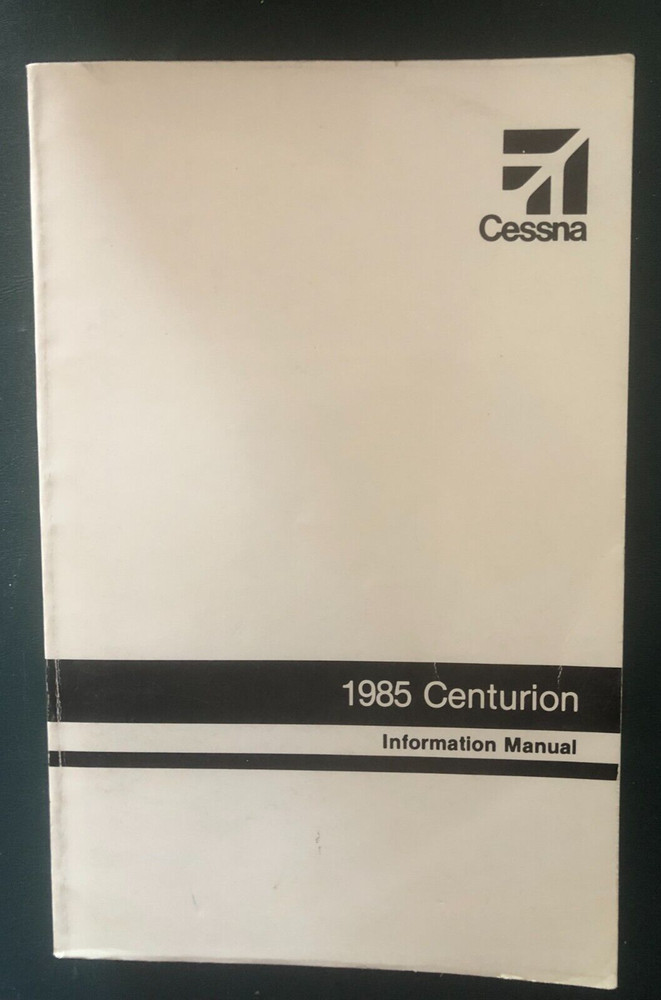 Cessna
1985 Centurion
Information Manual